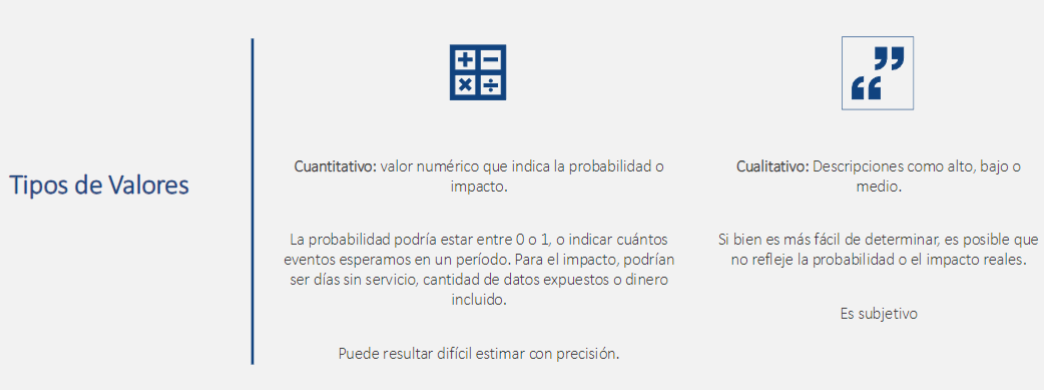 Tipos de Valores
Cuantitativo: valor numérico que indica la probabilidad o
impacto.
La probabilidad podría estar entre 0 o 1, o indicar cuántos
eventos esperamos en un período. Para el impacto, podrían
ser días sin servicio, cantidad de datos expuestos o dinero
incluido.
Puede resultar difícil estimar con precisión.
Cualitativo: Descripciones como alto, bajo o
medio.
Si bien es más fácil de determinar, es posible que
no refleje la probabilidad o el impacto reales.
Es subjetivo